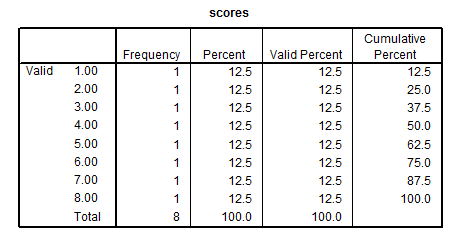 scores
Frequency Percent Valid Percent Cumulative Percent
Valid 1.00 1 12.5 12.5 12.5
2.00 1 12.5 12.5 25.0
3.00 1 12.5 12.5 37.5
4.00 1 12.5 12.5 50.0
5.00 1 12.5 12.5 62.5
6.00 1 12.5 12.5 75.0
7.00 1 12.5 12.5 87.5
8.00 1 12.5 12.5 100.0
Total 8 100.0 100.0